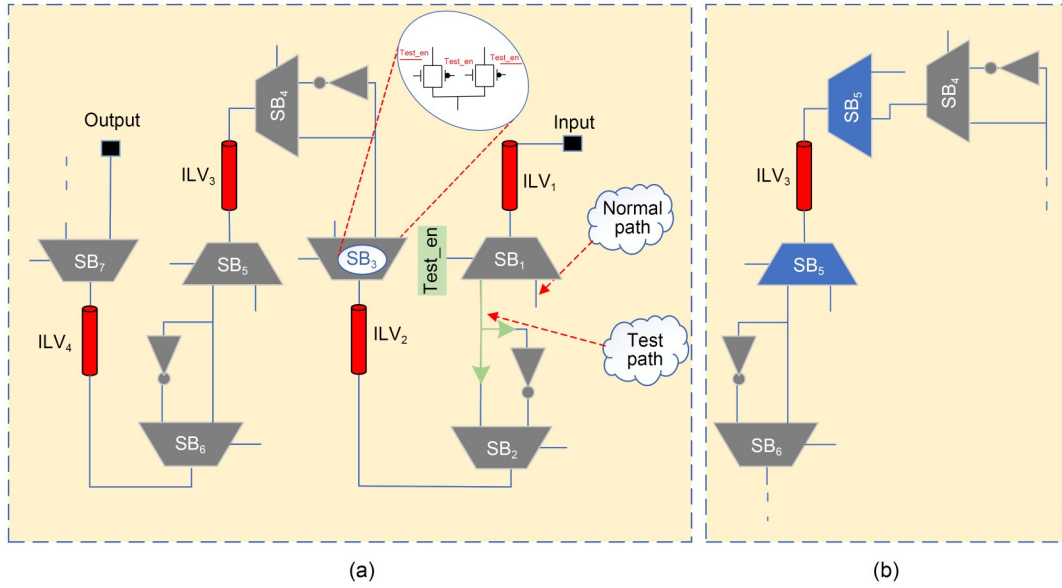 Test_en
Test_en
Test_en
SB₄
Output
Input
ILV₃
ILV₁
Normal
path
Test_en
SB₇
SB₅
SB₃
SB₁
ILV₄
ILV₂
Test
path
SB₆
SB₂
(a)
SB₅
SB₄
ILV₃
SB₅
SB₆
(b)